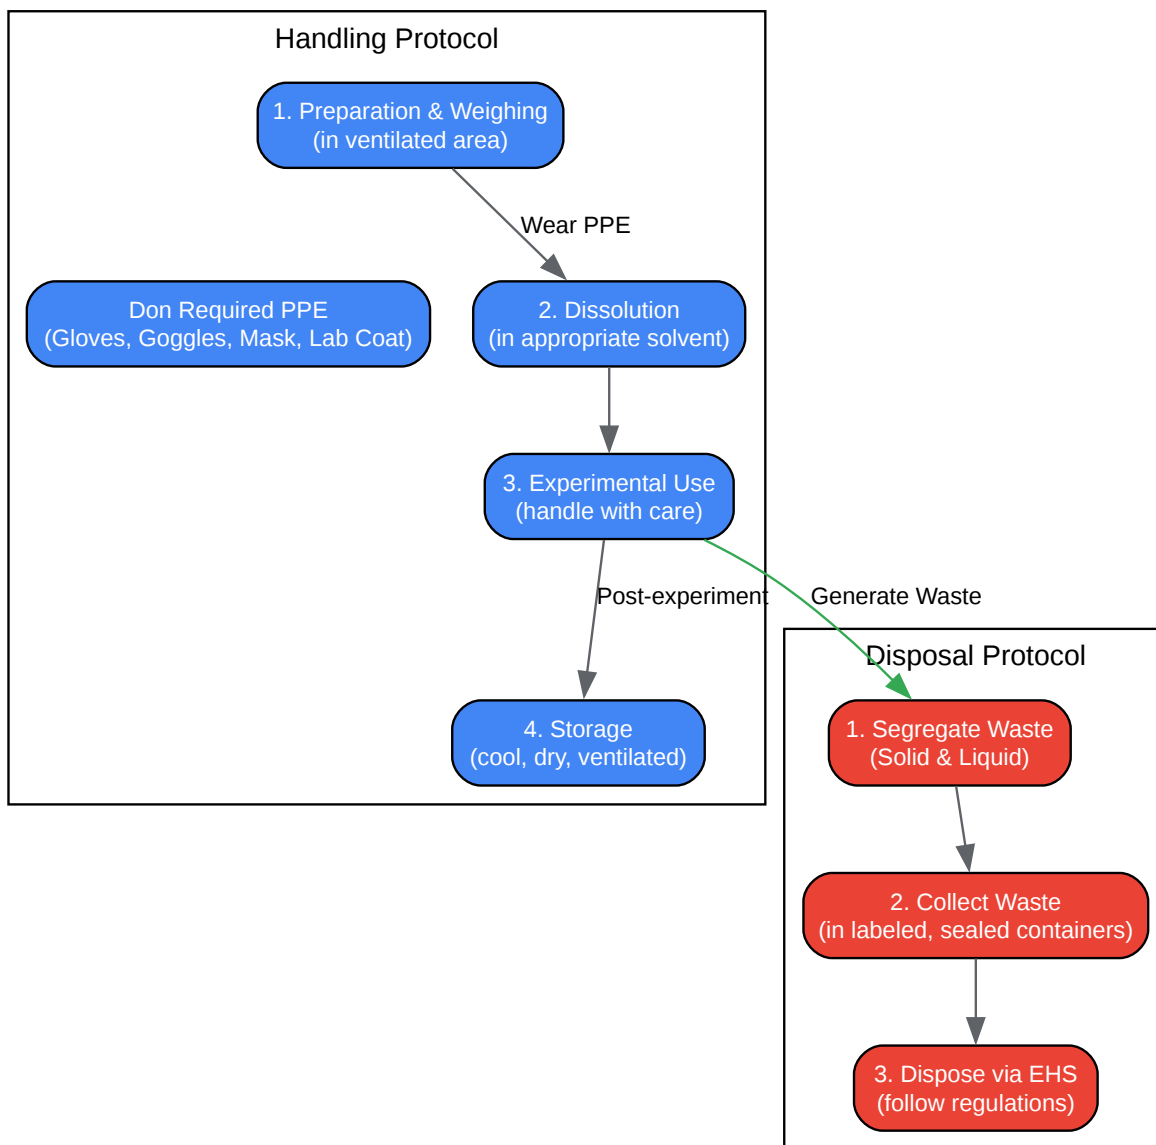 Handling Protocol
1. Preparation & Weighing
(in ventilated area)
Wear PPE
Don Required PPE
(Gloves, Goggles, Mask, Lab Coat)
2. Dissolution
(in appropriate solvent)
3. Experimental Use
(handle with care)
Post-experiment
Generate Waste
4. Storage
(cool, dry, ventilated)
Disposal Protocol
1. Segregate Waste
(Solid & Liquid)
2. Collect Waste
(in labeled, sealed containers)
3. Dispose via EHS
(follow regulations)